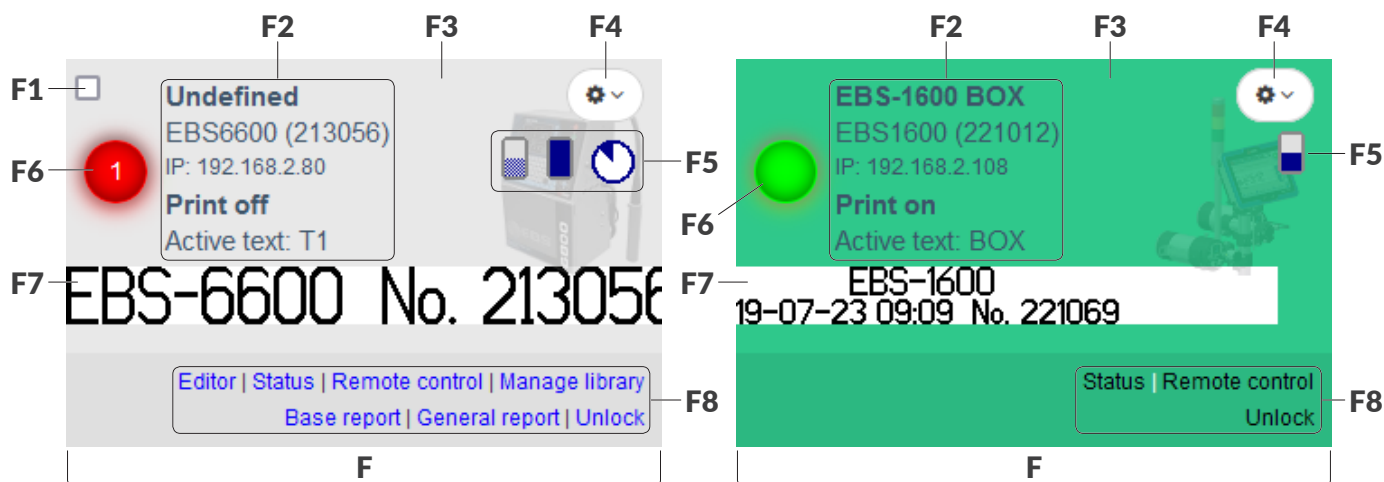 F2 F3 F4 F2 F3 F4
F1
Undefined
EBS6600 (213056)
IP: 192.168.2.80
Print off
Active text: T1
F5
F6
1
F7
EBS-6600 No. 213056
Editor | Status | Remote control | Manage library
Base report | General report | Unlock
F8
F
EBS-1600 BOX
EBS1600 (221012)
IP: 192.168.2.108
Print on
Active text: BOX
F5
F6
F7
EBS-1600
19-07-23 09:09 No. 221069
Status | Remote control
Unlock
F8
F